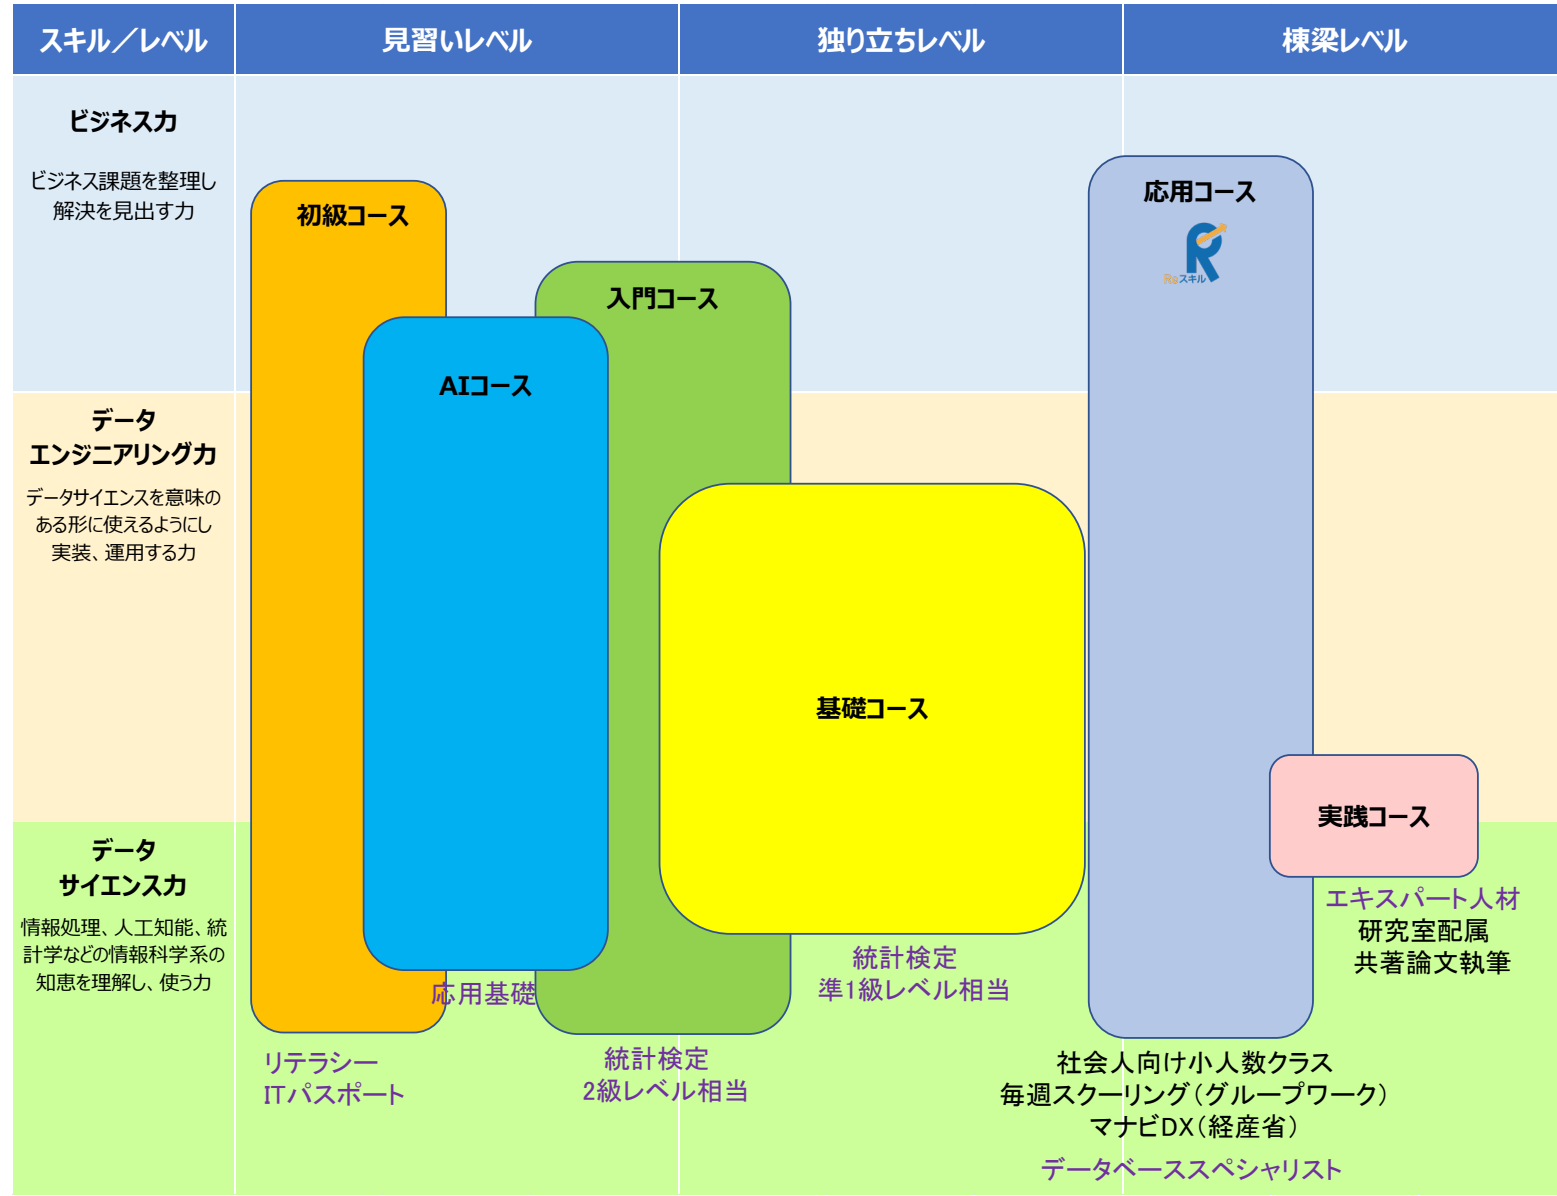 スキル／レベル
見習いレベル
独り立ちレベル
棟梁レベル
ビジネス力
ビジネス課題を整理し
解決を見出す力
データ
エンジニアリング力
データサイエンスを意味の
ある形に使えるようにし
実装、運用する力
データ
サイエンス力
情報処理、人工知能、統
計学などの情報科学系の
知恵を理解し、使う力
初級コース
リテラシー
ITパスポート
AIコース
応用基礎
入門コース
統計検定
2級レベル相当
基礎コース
統計検定
準1級レベル相当
応用コース
Reスキル
社会人向け小人数クラス
毎週スクーリング（グループワーク）
マナビDX（経産省）
データベーススペシャリスト
実践コース
エキスパート人材
研究室配属
共著論文執筆